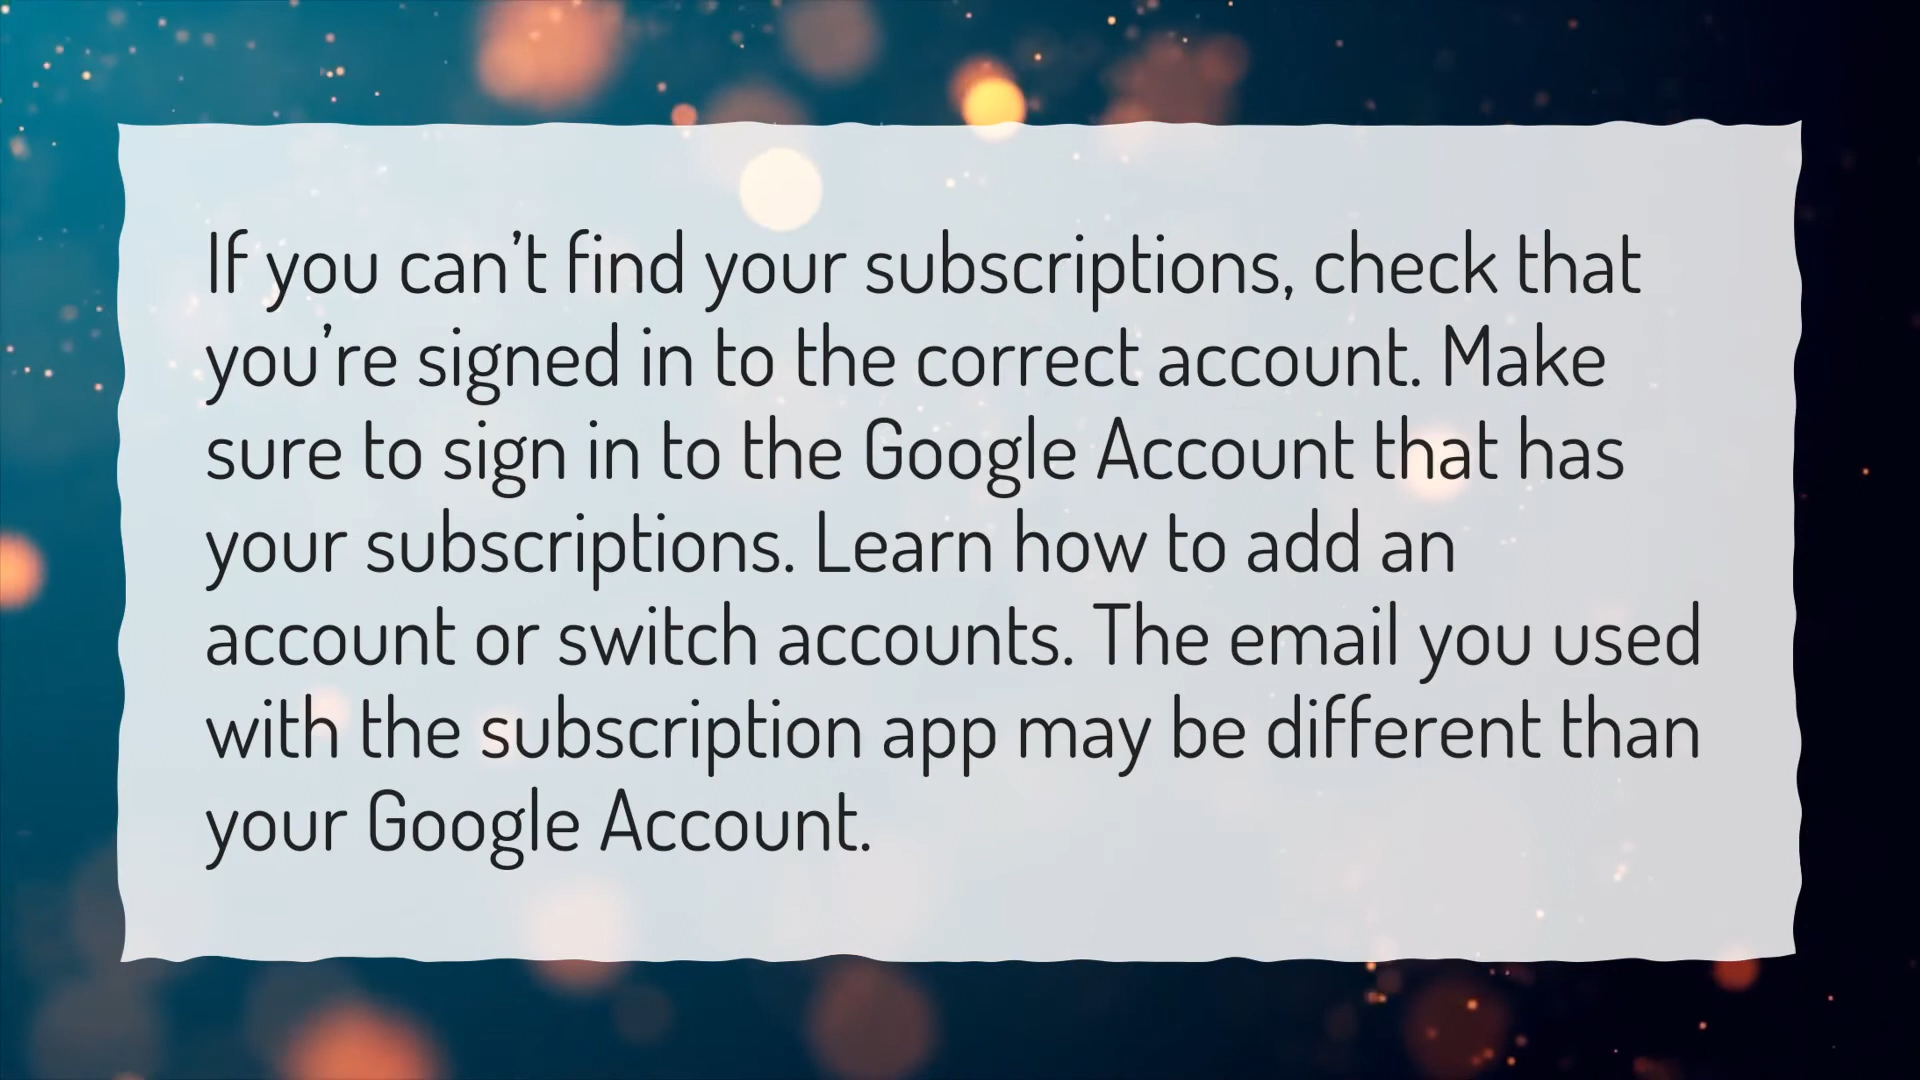 If you can’t find your subscriptions, check that
you’re signed in to the correct account. Make
sure to sign in to the Google Account that has
your subscriptions. Learn how to add an
account or switch accounts. The email you used
with the subscription app may be different than
your Google Account.